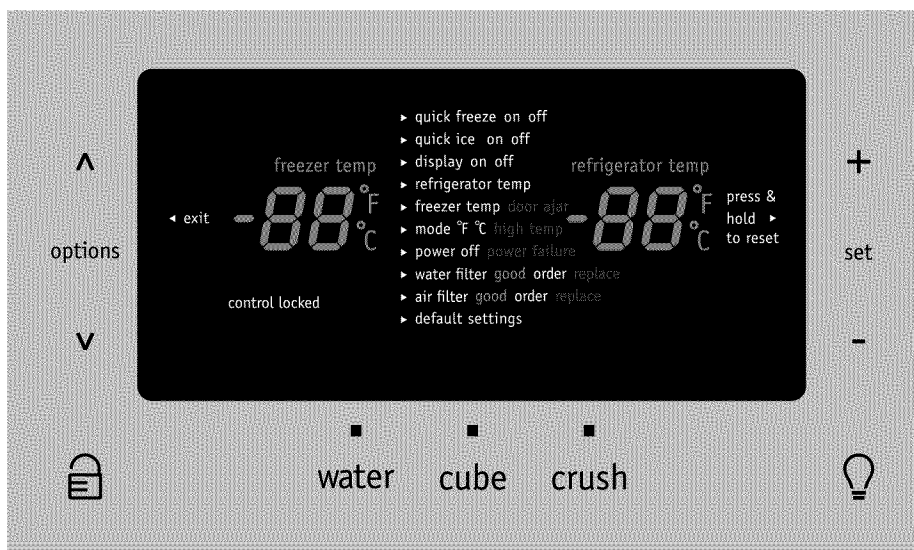 ► quick freeze on off
► quick ice on off
freezer temp ► display on off refrigerator temp
► refrigerator temp
-88°F °C
◄ exit
► freezer temp door ajar
► mode °F °C high temp
► power off power failure
-88°F °C
press &
hold ►
to reset
► water filter good order replace
► air filter good order replace
► default settings
control locked
^
options
v
+
set
-
water cube crush